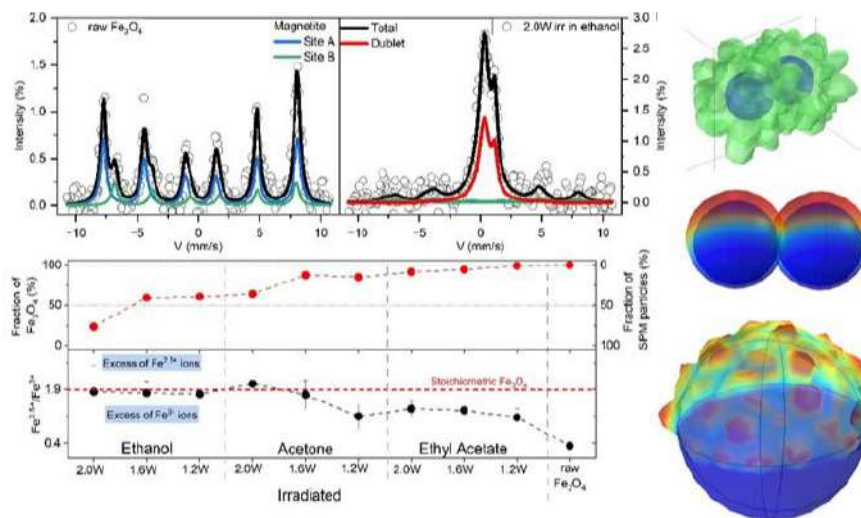 raw Fe3O4
Magnetite
Site A
Site B
Total
Dublet
2.0W irr in ethanol
Intensity (%)
2.0
1.5
1.0
0.5
0.0
-10 -5 0 5 10
V (mm/s)
-10 -5 0 5 10
V (mm/s)
3.0
2.5
2.0
1.5
1.0
0.5
0.0
Intensity (%)
Fraction of
Fe3O4 (%)
100
50
0
0
50
100
Fraction of
SPM particles (%)
Excess of Fe2.5+ ions
Stoichiometric Fe3O4
Excess of Fe3+ ions
Fe2.5+/Fe3+
1.9
0.4
Ethanol Acetone Ethyl Acetate
2.0W 1.6W 1.2W 2.0W 1.6W 1.2W 2.0W 1.6W 1.2W raw
Fe3O4
Irradiated